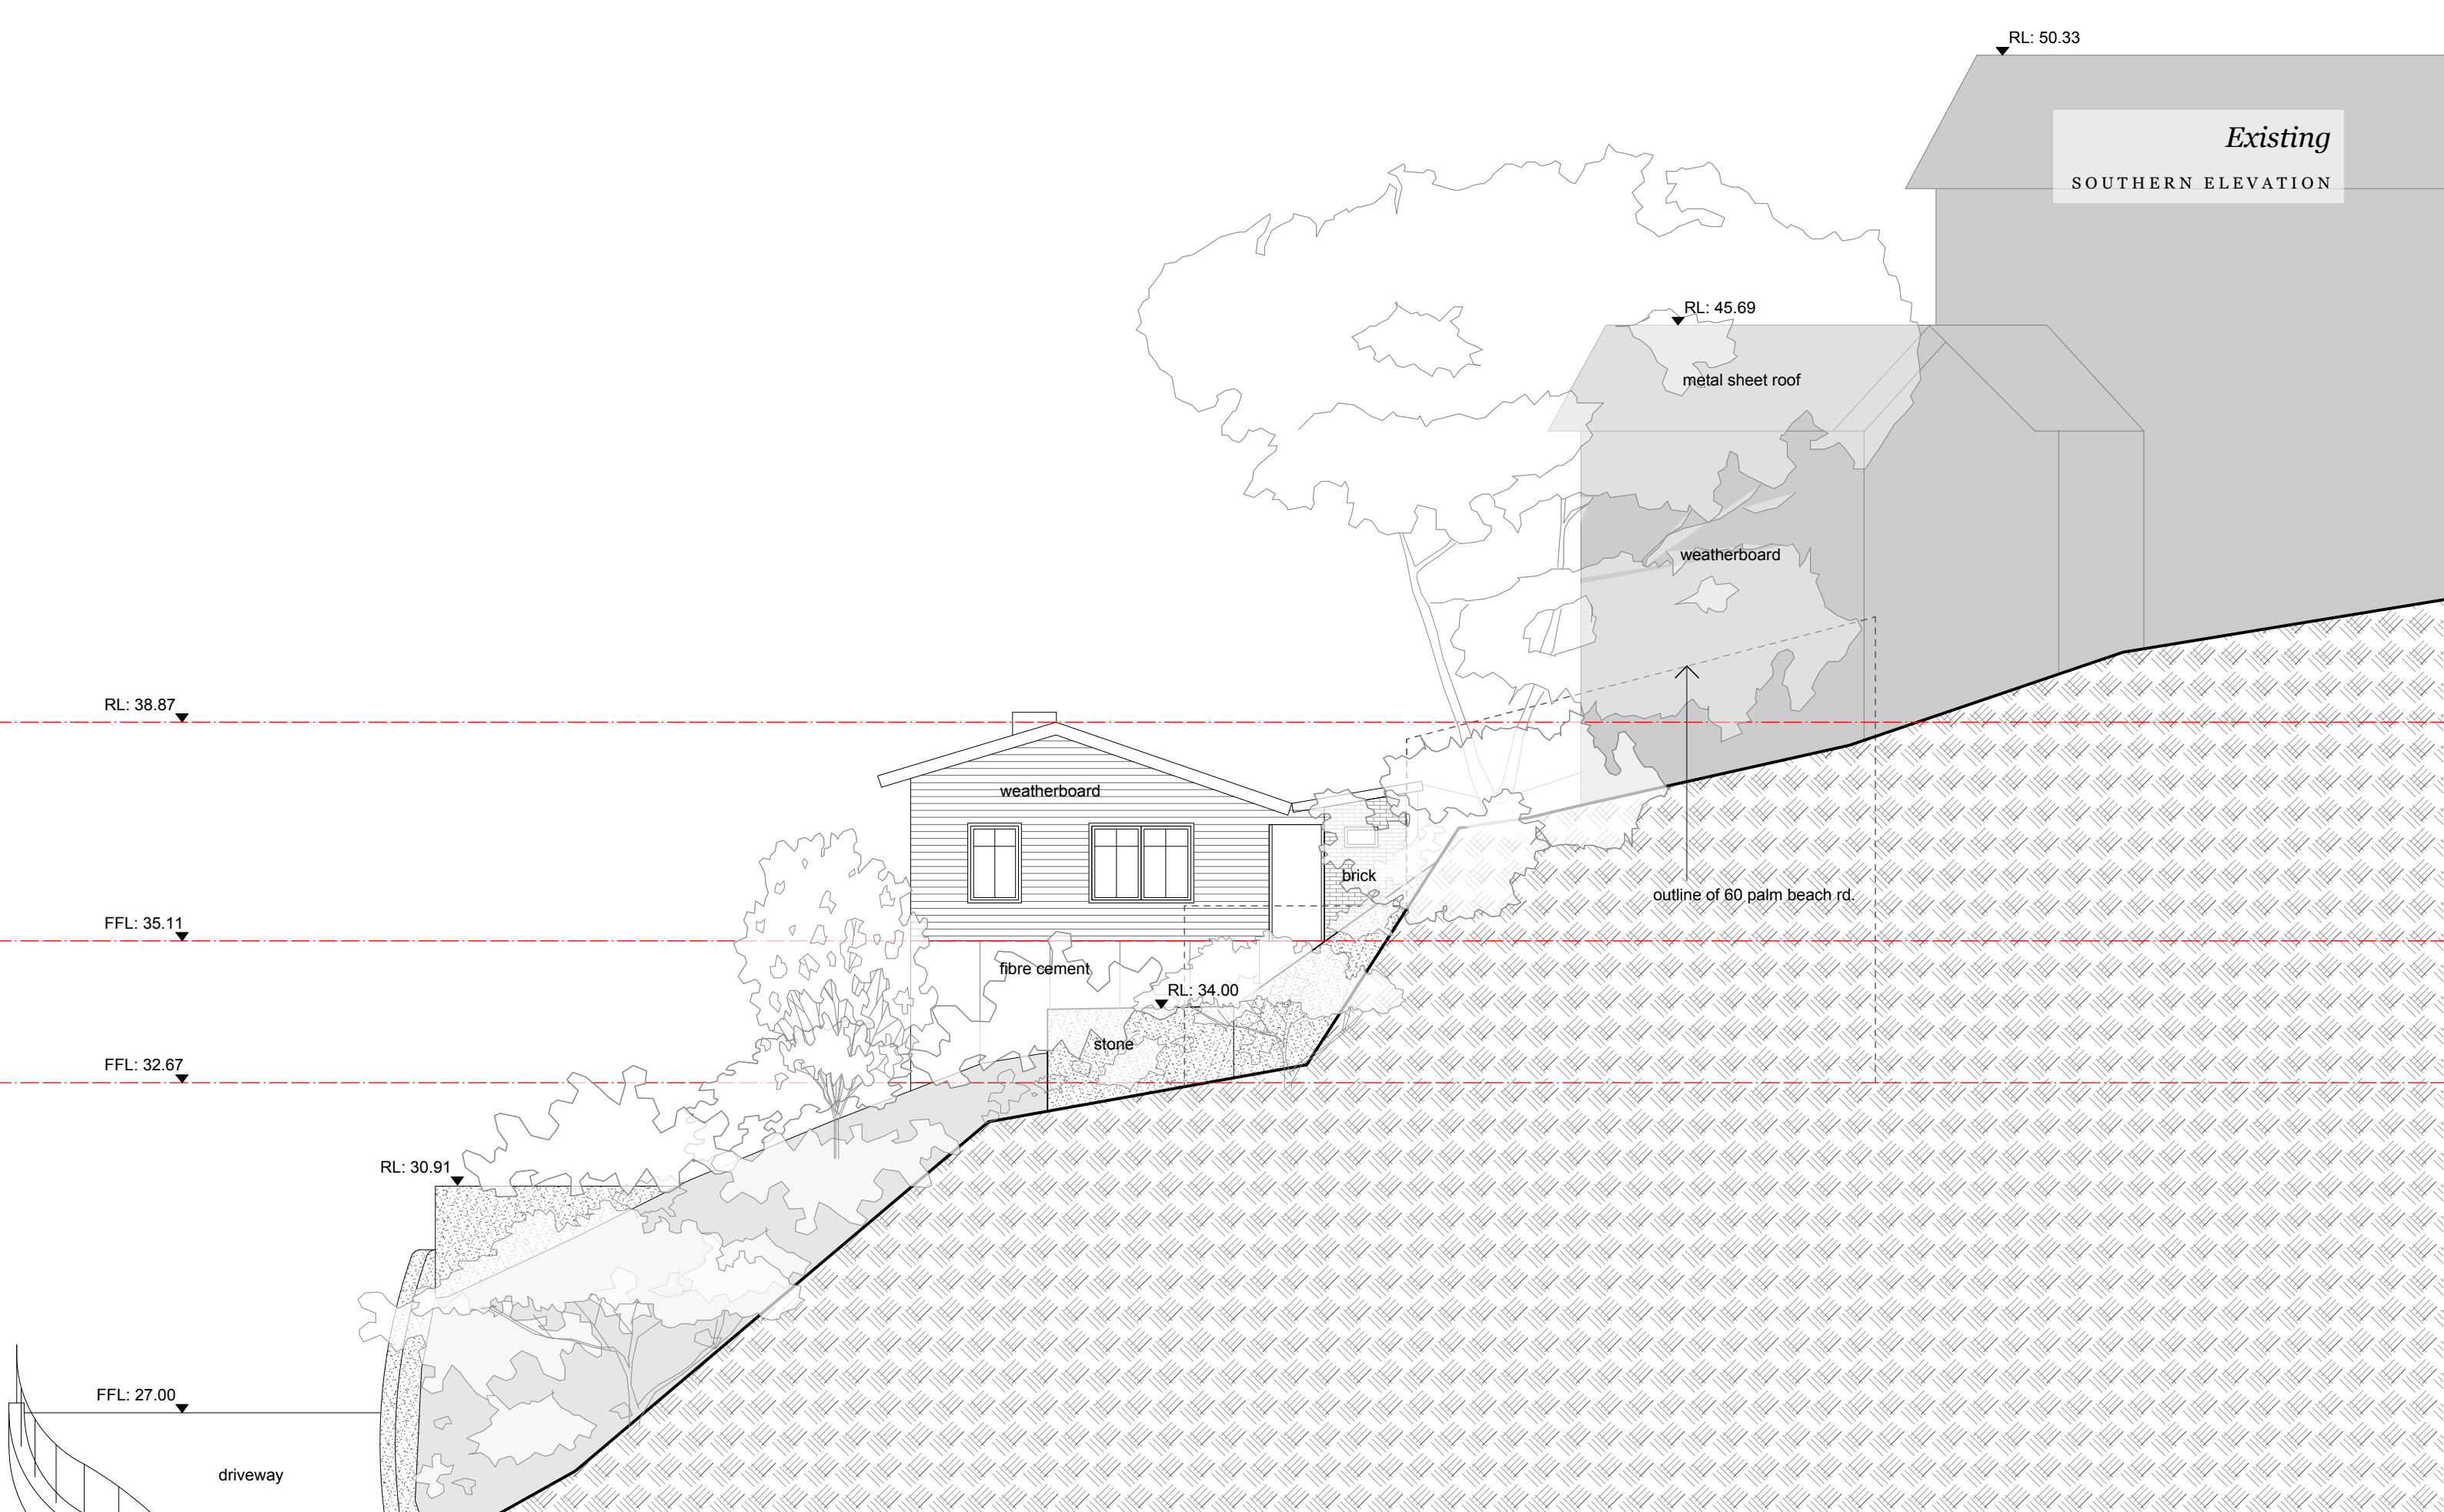 RL: 50.33
Existing
SOUTHERN ELEVATION
RL: 45.69
metal sheet roof
weatherboard
RL: 38.87
weatherboard
brick
outline of 60 palm beach rd.
FFL: 35.11
fibre cement
RL: 34.00
stone
FFL: 32.67
RL: 30.91
FFL: 27.00
driveway